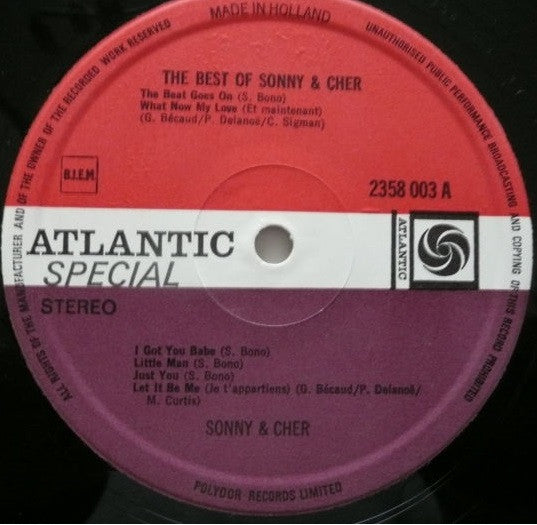 MADE IN HOLLAND
UNAUTHORISED PUBLIC PERFORMANCE BROADCASTING AND COPYING OF THIS RECORD PROHIBITED
ALL RIGHTS OF THE MANUFACTURER AND OF THE OWNER OF THE RECORDED WORK RESERVED
THE BEST OF SONNY & CHER
The Beat Goes On (S. Bono)
What Now My Love (Et maintenant)
(G. Bécaud/P. Delanoë/C. Sigman)
B.I.E.M.
2358 003 A
ATLANTIC
SPECIAL
ATLANTIC
STEREO
I Got You Babe (S. Bono)
Little Man (S. Bono)
Just You (S. Bono)
Let It Be Me (Je t'appartiens) (G. Bécaud/P. Delanoë/
M. Curtis)
SONNY & CHER
POLYDOR RECORDS LIMITED